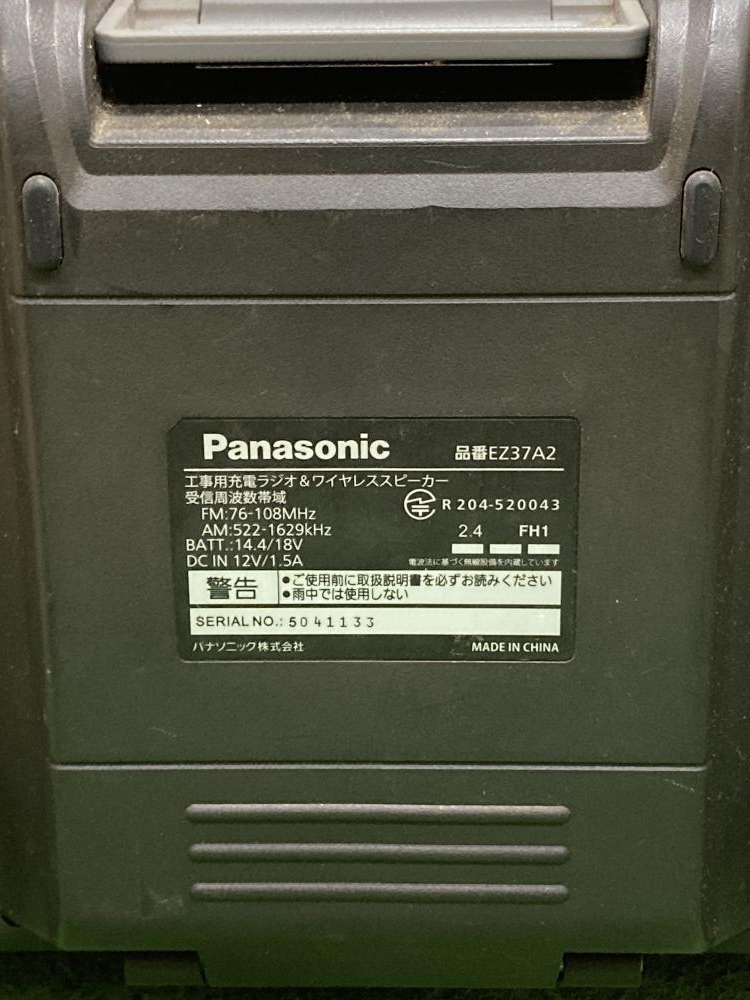 Panasonic 品番EZ37A2
工事用充電ラジオ&ワイヤレススピーカー
受信周波数帯域
FM:76-108MHz
AM:522-1629kHz
BATT.:14.4/18V
DC IN 12V/1.5A
R 204-520043
2.4 FH1
電波法に基づく無線設備を内蔵しています
警告
●ご使用前に取扱説明書を必ずお読みください
●雨中では使用しない
SERIAL NO.: 5041133
パナソニック株式会社 MADE IN CHINA